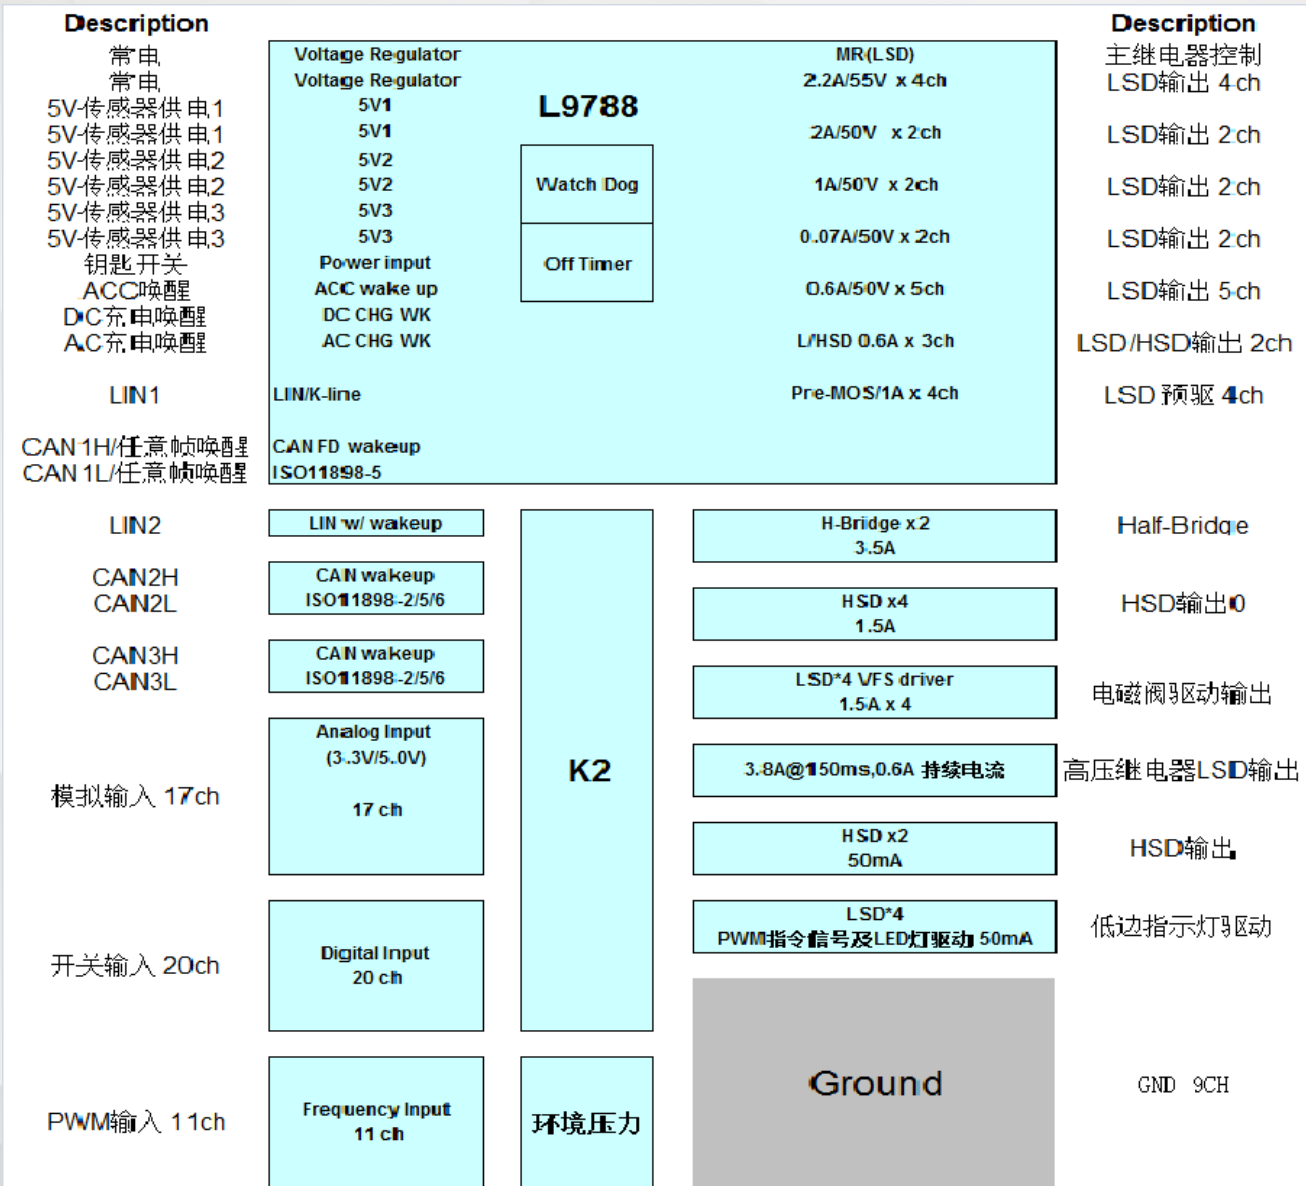 Description
Description
常电
Voltage Regulator
MR(LSD)
主继电器控制
常电
Voltage Regulator
2.2A/55V x 4ch
LSD输出 4ch
5V传感器供电1
5V1
L9788
5V传感器供电1
5V1
2A/50V x 2ch
LSD输出 2ch
5V传感器供电2
5V2
5V传感器供电2
5V2
Watch Dog
1A/50V x 2ch
LSD输出 2ch
5V传感器供电3
5V3
5V传感器供电3
5V3
0.07A/50V x 2ch
LSD输出 2ch
钥匙开关
Power input
Off Timer
ACC唤醒
ACC wake up
0.6A/50V x 5ch
LSD输出 5ch
DC充电唤醒
DC CHG WK
AC充电唤醒
AC CHG WK
L/HSD 0.6A x 3ch
LSD/HSD输出 2ch
LIN1
LIN/K-line
Pre-MOS/1A x 4ch
LSD 预驱 4ch
CAN1H/任意帧唤醒
CAN FD wakeup
CAN1L/任意帧唤醒
ISO11898-5
LIN2
LIN w/ wakeup
H-Bridge x 2
3.5A
Half-Bridge
CAN2H
CAN2L
CAN wakeup
ISO11898-2/5/6
HSD x4
1.5A
HSD输出0
CAN3H
CAN3L
CAN wakeup
ISO11898-2/5/6
LSD*4 VFS driver
1.5A x 4
电磁阀驱动输出
模拟输入 17ch
Analog Input
(3.3V/5.0V)
17 ch
K2
3.8A@150ms,0.6A 持续电流
高压继电器LSD输出
HSD x2
50mA
HSD输出
开关输入 20ch
Digital Input
20 ch
LSD*4
PWM指令信号及LED灯驱动 50mA
低边指示灯驱动
PWM输入 11ch
Frequency Input
11 ch
环境压力
Ground
GND 9CH